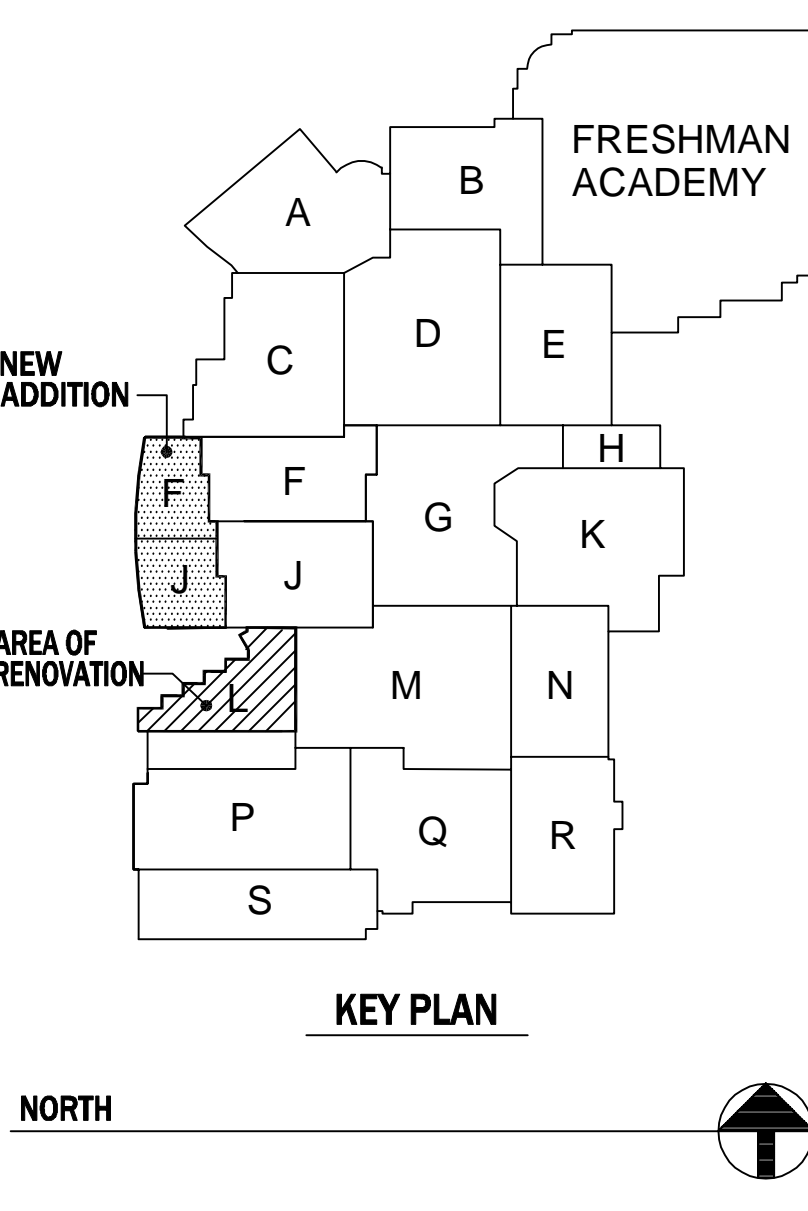 FRESHMAN
ACADEMY
B
A
D
E
C
NEW
ADDITION
H
F
F
G
K
J
J
AREA OF
RENOVATION
L
M
N
P
Q
R
S
KEY PLAN
NORTH